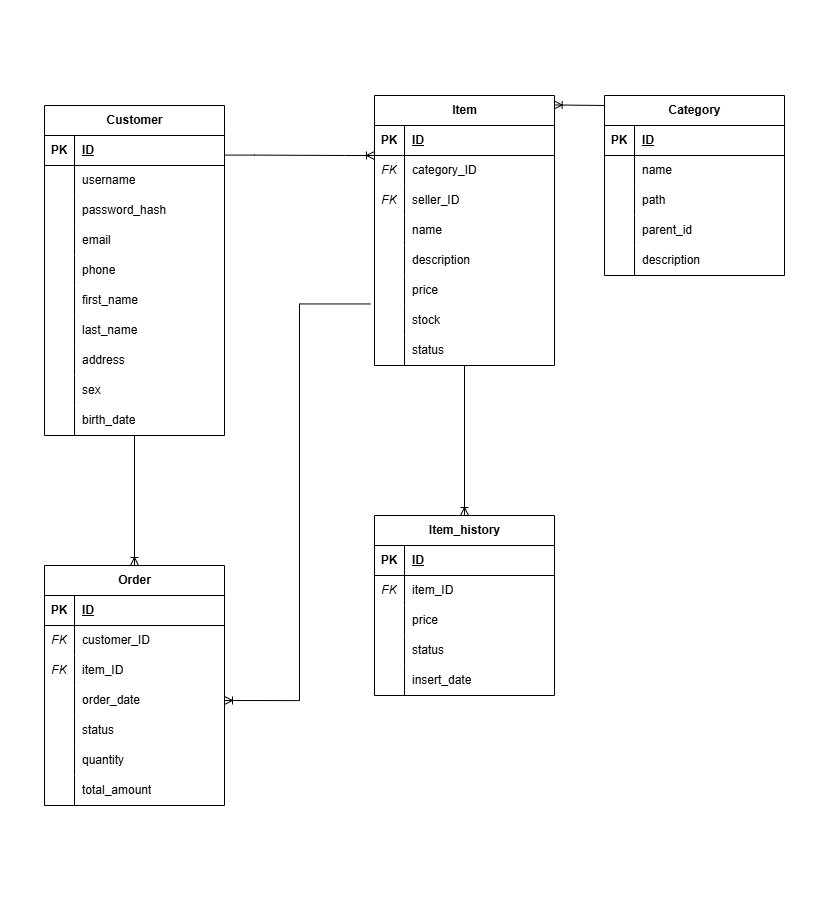 Customer
PK ID
username
password_hash
email
phone
first_name
last_name
address
sex
birth_date
Item
PK ID
FK category_ID
FK seller_ID
name
description
price
stock
status
Category
PK ID
name
path
parent_id
description
Order
PK ID
FK customer_ID
FK item_ID
order_date
status
quantity
total_amount
Item_history
PK ID
FK item_ID
price
status
insert_date